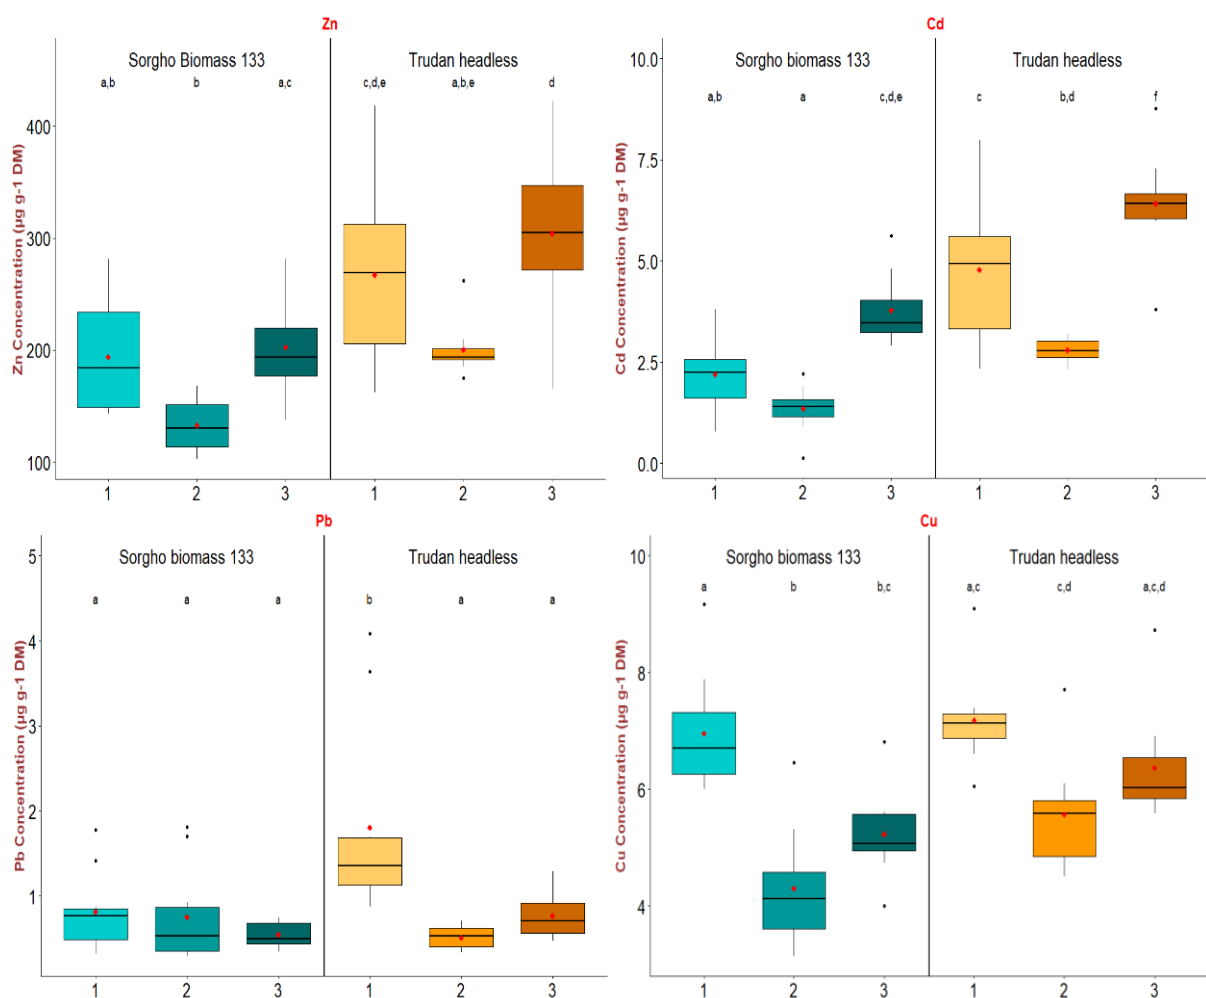 Zn
Sorgho Biomass 133 Trudan headless
a,b b a,c c,d,e a,b,e d
Zn Concentration (µg g-1 DM)
400
300
200
100
1 2 3 1 2 3
Cd
Sorgho biomass 133 Trudan headless
a,b a c,d,e c b,d f
Cd Concentration (µg g-1 DM)
10.0
7.5
5.0
2.5
0.0
1 2 3 1 2 3
Pb
Sorgho biomass 133 Trudan headless
a a a b a a
Pb Concentration (µg g-1 DM)
5
4
3
2
1
1 2 3 1 2 3
Cu
Sorgho biomass 133 Trudan headless
a b b,c a,c c,d a,c,d
Cu Concentration (µg g-1 DM)
10
8
6
4
1 2 3 1 2 3